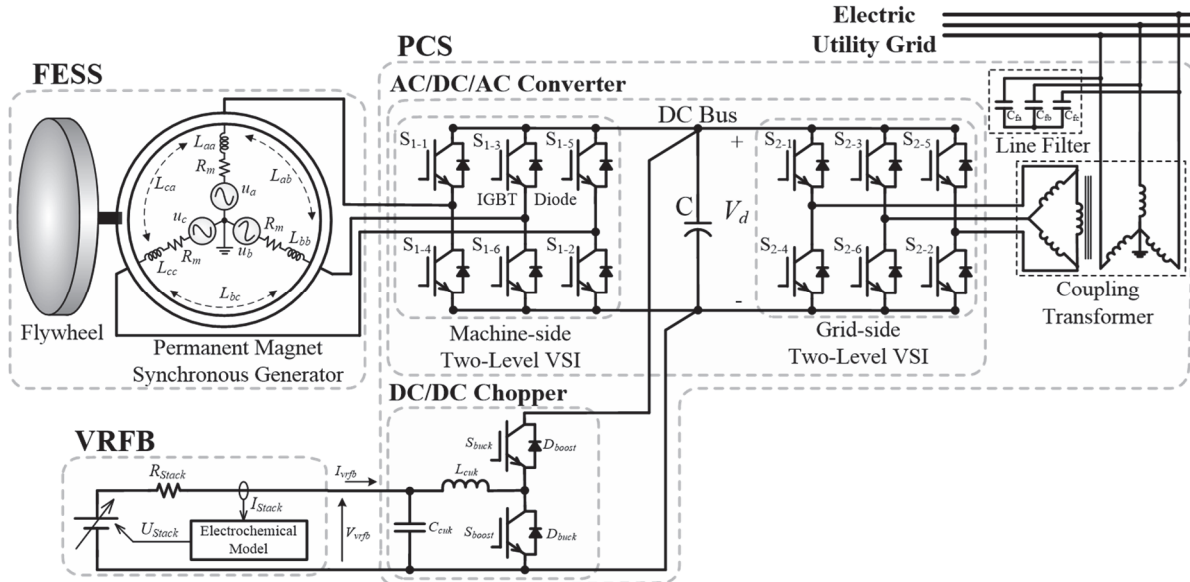 Electric
Utility Grid
PCS
FESS
AC/DC/AC Converter
DC Bus
S1-1
S1-3
S1-5
S2-1
S2-3
S2-5
Cfa
Cfb
Cfc
Line Filter
Laa
Rm
Lca
Lab
ua
uc
ub
Rm
Rm
Lbb
Lcc
Lbc
IGBT
Diode
+
C
Vd
-
S1-4
S1-6
S1-2
S2-4
S2-6
S2-2
Flywheel
Permanent Magnet
Synchronous Generator
Machine-side
Two-Level VSI
Grid-side
Two-Level VSI
Coupling
Transformer
DC/DC Chopper
VRFB
Sbuck
Dboost
RStack
Ivrfb
Lcuk
IStack
UStack
Electrochemical
Model
Vvrfb
Ccuk
Sboost
Dbuck